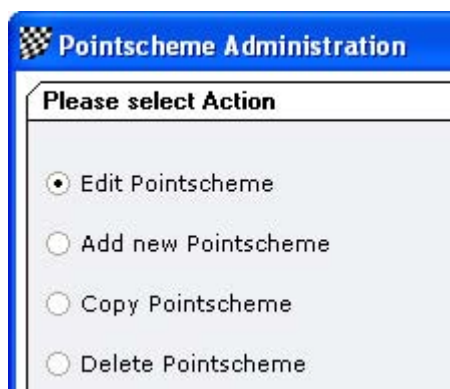 Pointscheme Administration
Please select Action
Edit Pointscheme
Add new Pointscheme
Copy Pointscheme
Delete Pointscheme